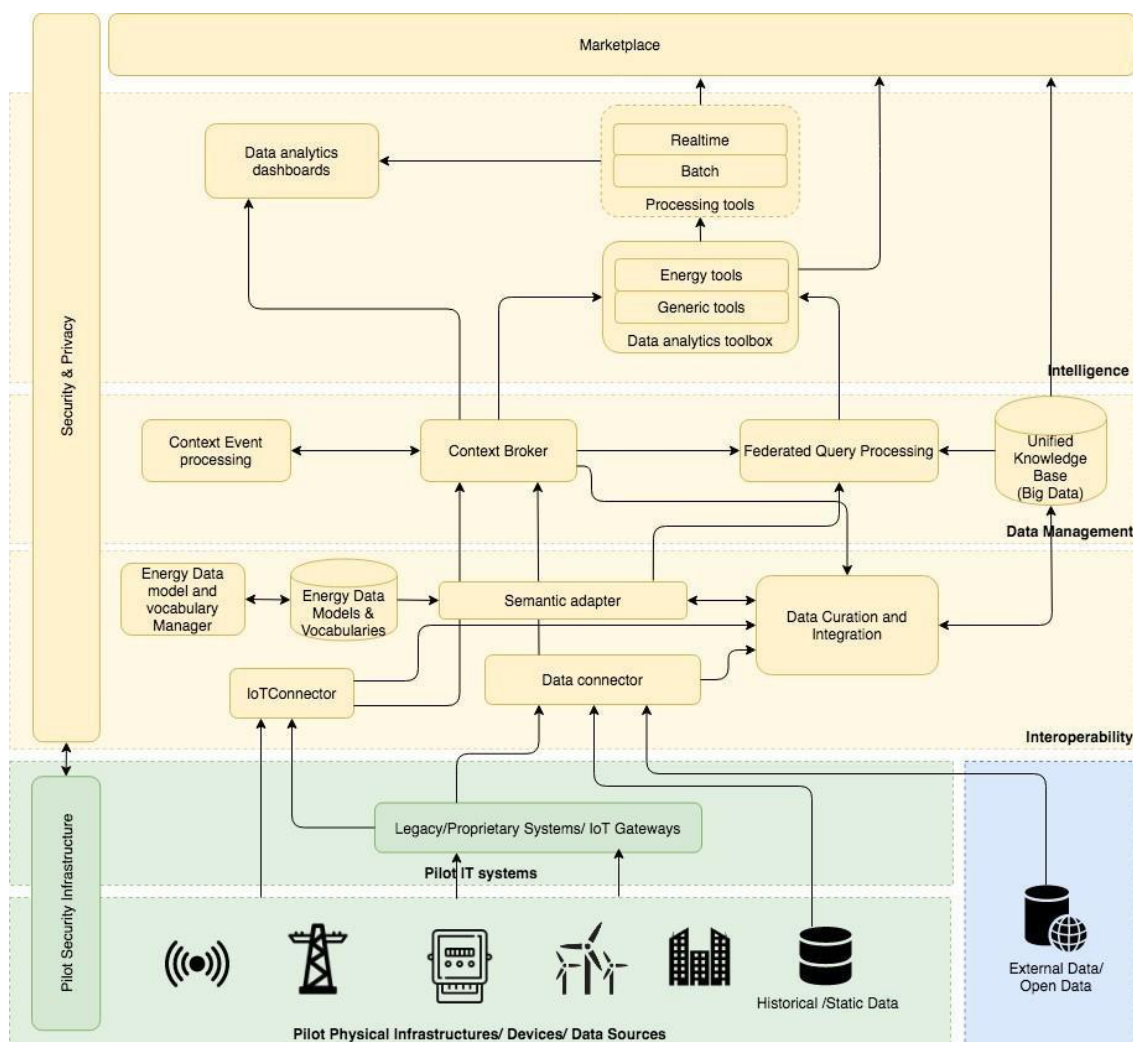 Marketplace
Security & Privacy
Data analytics
dashboards
Realtime
Batch
Processing tools
Energy tools
Generic tools
Data analytics toolbox
Intelligence
Context Event
processing
Context Broker
Federated Query Processing
Unified
Knowledge
Base
(Big Data)
Data Management
Energy Data
model and
vocabulary
Manager
Energy Data
Models &
Vocabularies
Semantic adapter
Data Curation and
Integration
IoTConnector
Data connector
Interoperability
Pilot Security Infrastructure
Legacy/Proprietary Systems/ IoT Gateways
Pilot IT systems
Historical /Static Data
External Data/
Open Data
Pilot Physical Infrastructures/ Devices/ Data Sources